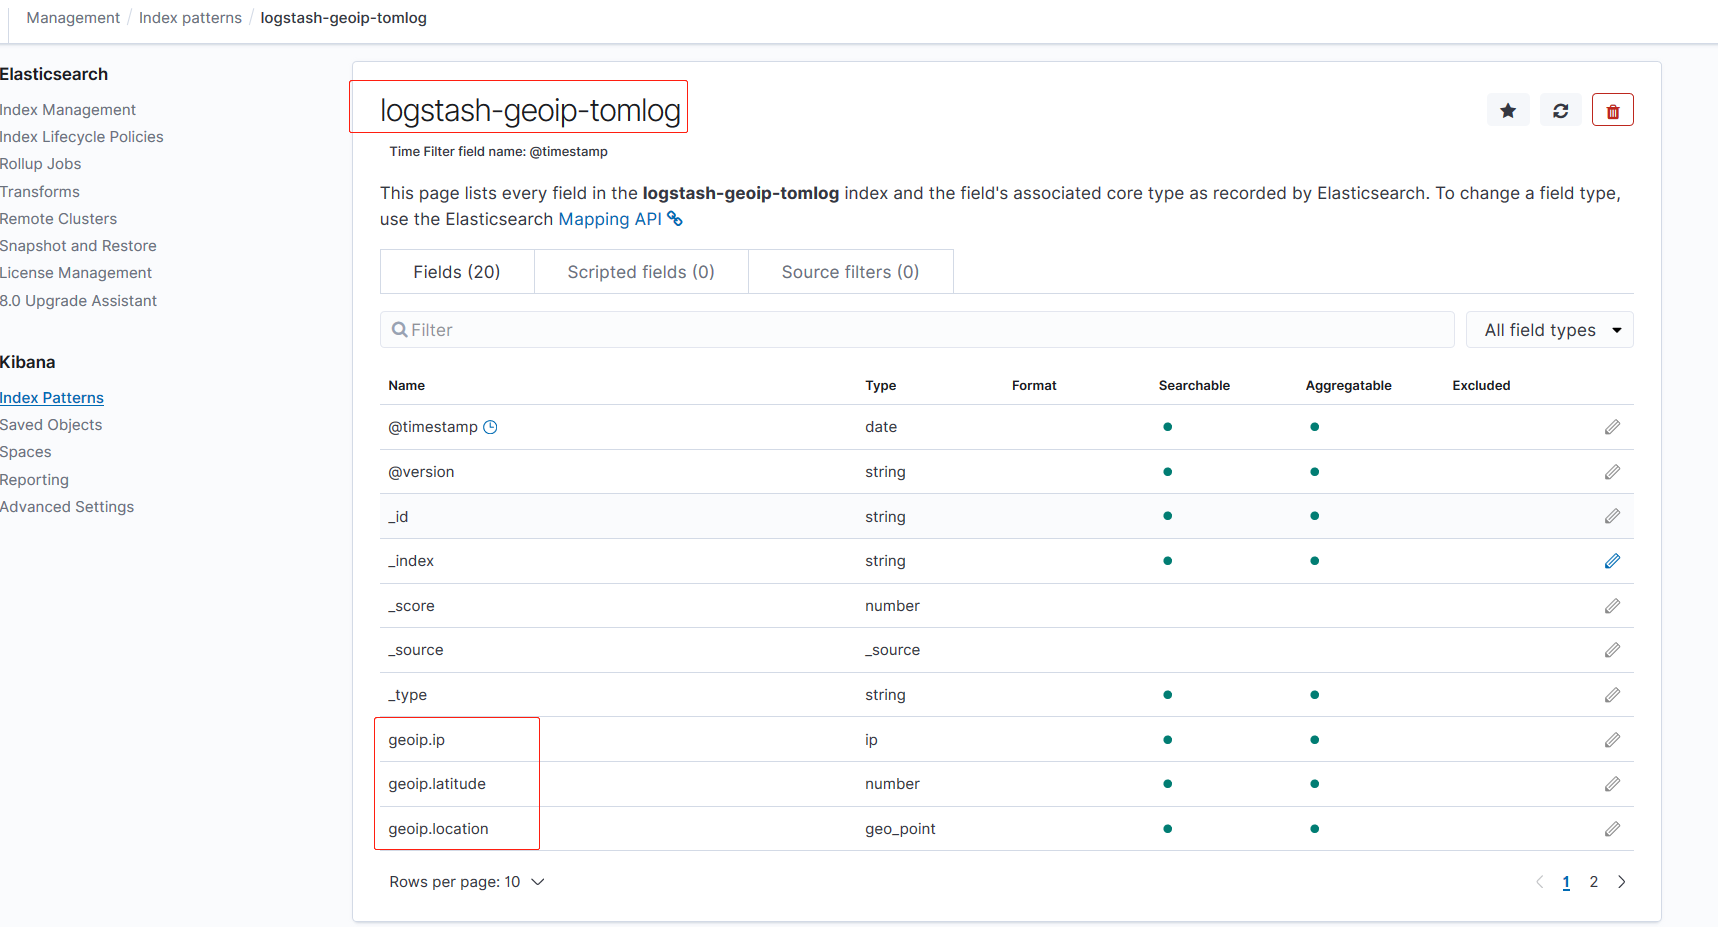 Management / Index patterns / logstash-geoip-tomlog
Elasticsearch
Index Management
Index Lifecycle Policies
Rollup Jobs
Transforms
Remote Clusters
Snapshot and Restore
License Management
8.0 Upgrade Assistant
Kibana
Index Patterns
Saved Objects
Spaces
Reporting
Advanced Settings
logstash-geoip-tomlog
Time Filter field name: @timestamp
This page lists every field in the logstash-geoip-tomlog index and the field's associated core type as recorded by Elasticsearch. To change a field type,
use the Elasticsearch Mapping API
Fields (20) Scripted fields (0) Source filters (0)
Filter All field types
Name Type Format Searchable Aggregatable Excluded
@timestamp date
@version string
_id string
_index string
_score number
_source _source
_type string
geoip.ip ip
geoip.latitude number
geoip.location geo_point
Rows per page: 10 1 2